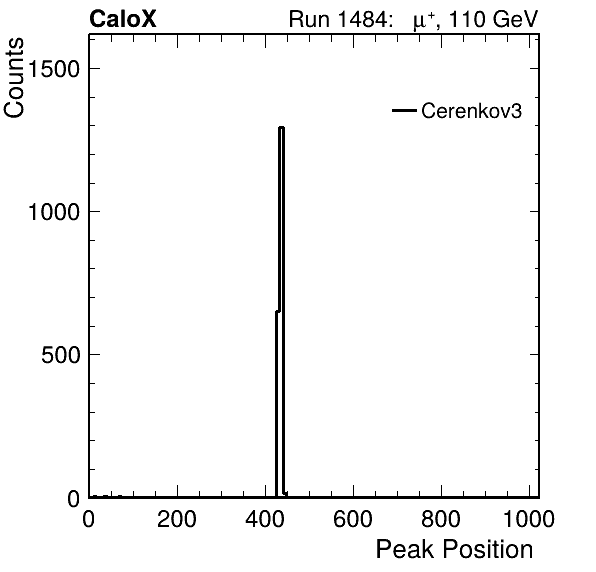 CaloX Run 1484: μ⁺, 110 GeV
Counts
1500
Cerenkov3
1000
500
0
0 200 400 600 800 1000
Peak Position